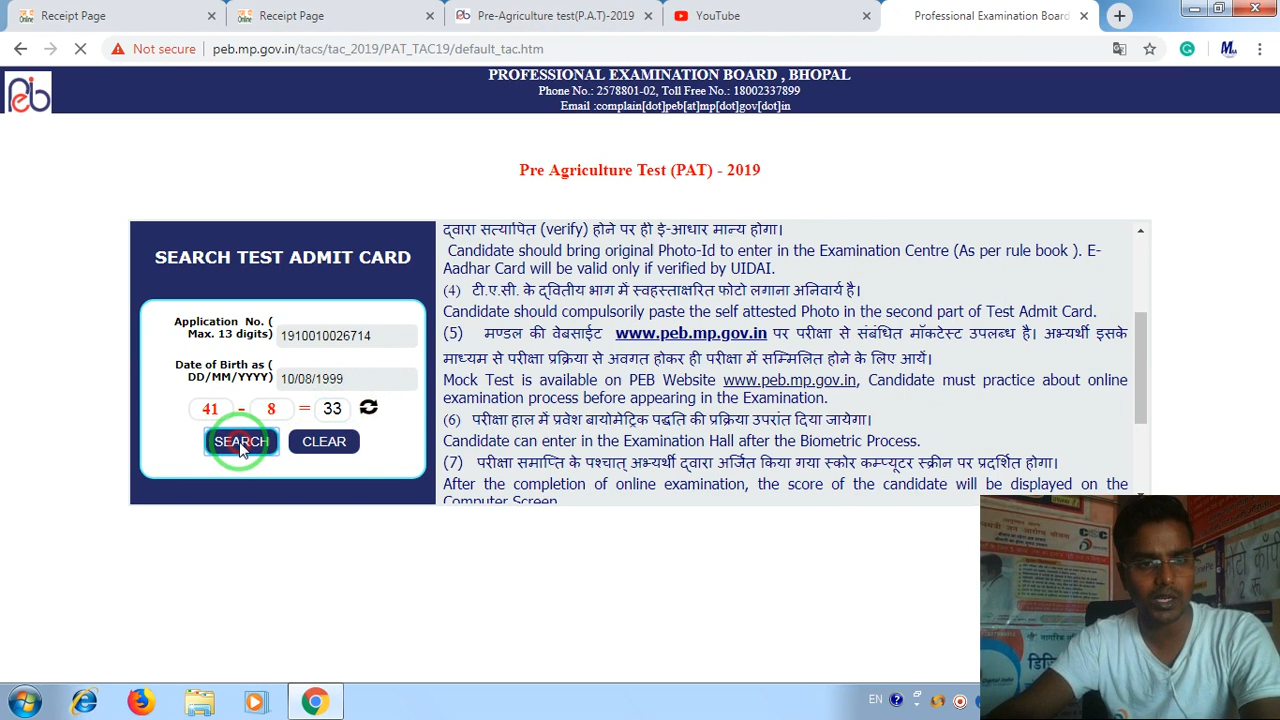 Receipt Page
Receipt Page
Pre-Agriculture test(P.A.T)-2019
YouTube
Professional Examination Board
Not secure
peb.mp.gov.in/tacs/tac_2019/PAT_TAC19/default_tac.htm
PROFESSIONAL EXAMINATION BOARD , BHOPAL
Phone No.: 2578801-02, Toll Free No.: 18002337899
Email :complain[dot]peb[at]mp[dot]gov[dot]in
Pre Agriculture Test (PAT) - 2019
SEARCH TEST ADMIT CARD
Application No. (
Max. 13 digits)
1910010026714
Date of Birth as (
DD/MM/YYYY)
10/08/1999
41 - 8 = 33
SEARCH
CLEAR
द्वारा सत्यापित (verify) होने पर ही ई-आधार मान्य होगा।
Candidate should bring original Photo-Id to enter in the Examination Centre (As per rule book ). E-
Aadhar Card will be valid only if verified by UIDAI.
(4) टी.ए.सी. के द्वितीय भाग में स्वहस्ताक्षरित फोटो लगाना अनिवार्य है।
Candidate should compulsorily paste the self attested Photo in the second part of Test Admit Card.
(5) मण्डल की वेबसाईट www.peb.mp.gov.in पर परीक्षा से संबंधित मॉकटेस्ट उपलब्ध है। अभ्यर्थी इसके
माध्यम से परीक्षा प्रक्रिया से अवगत होकर ही परीक्षा में सम्मिलित होने के लिए आयें।
Mock Test is available on PEB Website www.peb.mp.gov.in, Candidate must practice about online
examination process before appearing in the Examination.
(6) परीक्षा हाल में प्रवेश बायोमेट्रिक पद्धति की प्रक्रिया उपरांत दिया जायेगा।
Candidate can enter in the Examination Hall after the Biometric Process.
(7) परीक्षा समाप्ति के पश्चात् अभ्यर्थी द्वारा अर्जित किया गया स्कोर कम्प्यूटर स्क्रीन पर प्रदर्शित होगा।
After the completion of online examination, the score of the candidate will be displayed on the
Computer Screen
CSC
EN